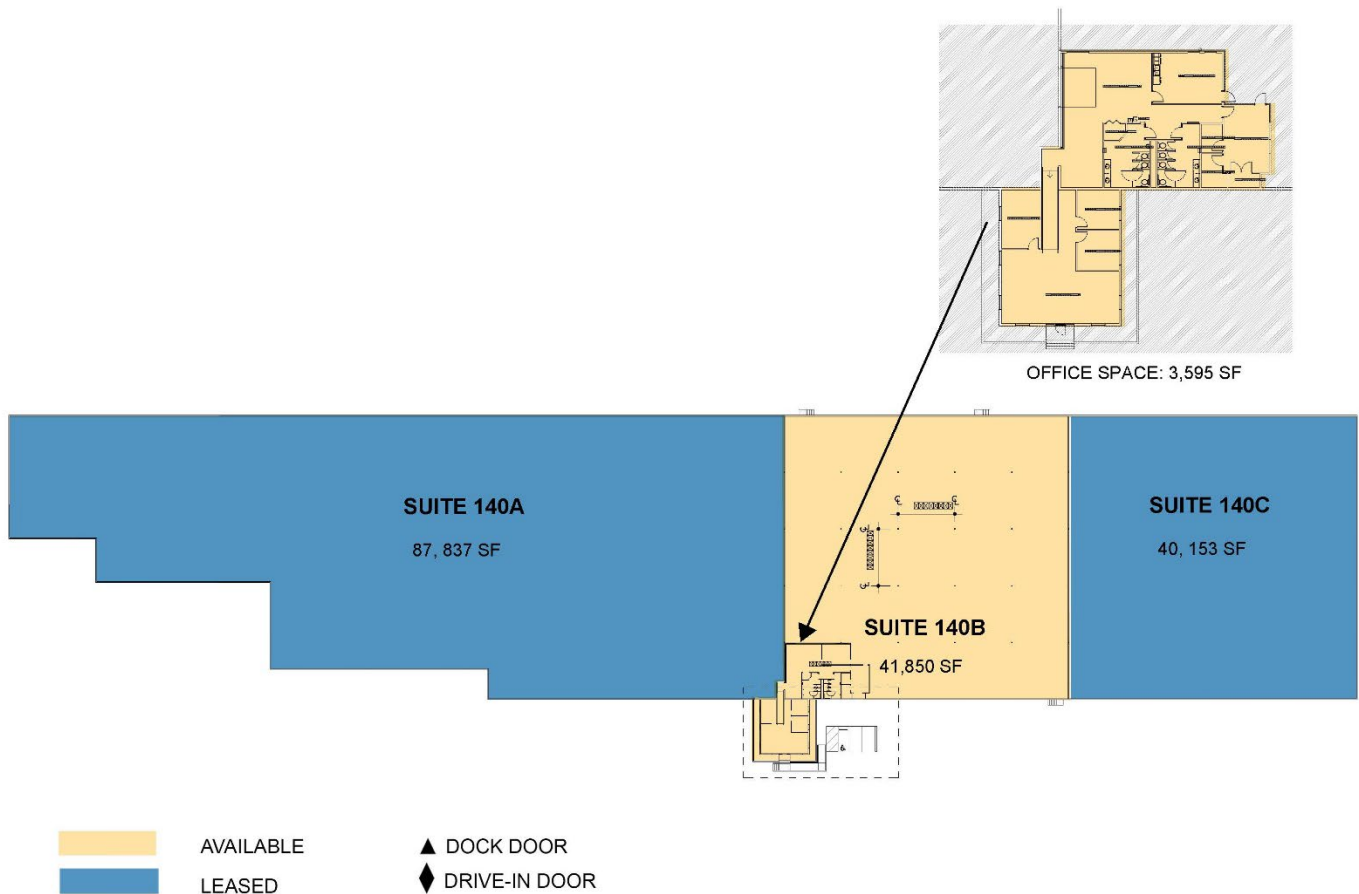 OFFICE SPACE: 3,595 SF
SUITE 140A
87, 837 SF
SUITE 140B
41,850 SF
SUITE 140C
40, 153 SF
AVAILABLE
LEASED
▲ DOCK DOOR
♦ DRIVE-IN DOOR